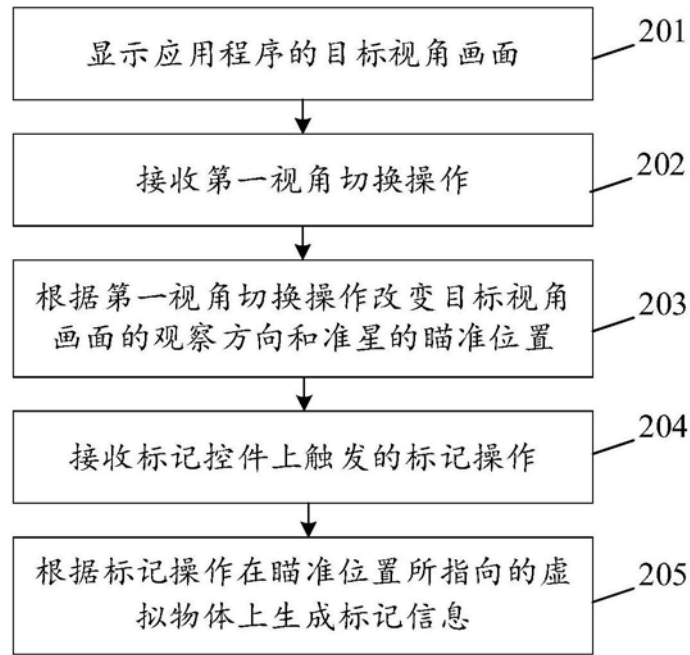 显示应用程序的目标视角画面
201
接收第一视角切换操作
202
根据第一视角切换操作改变目标视角
画面的观察方向和准星的瞄准位置
203
接收标记控件上触发的标记操作
204
根据标记操作在瞄准位置所指向的虚
拟物体上生成标记信息
205